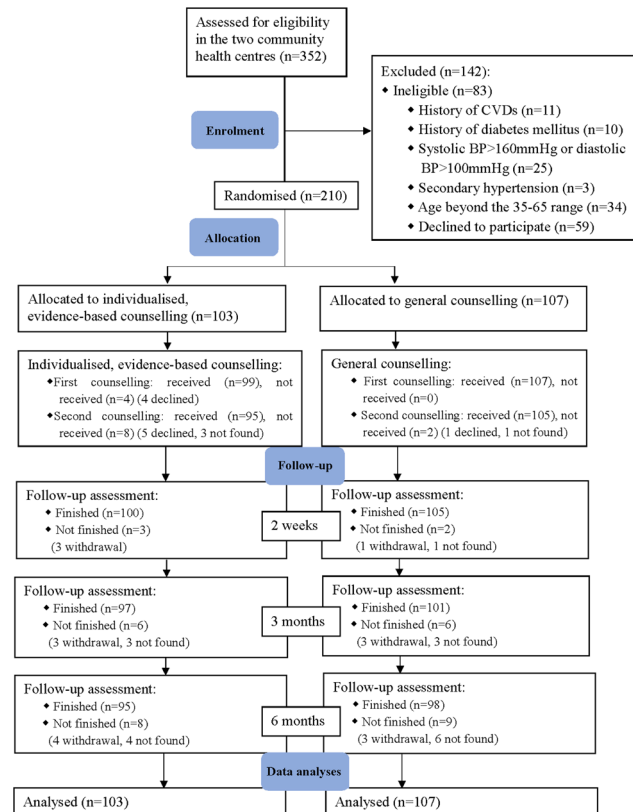 Assessed for eligibility
in the two community
health centres (n=352)
Excluded (n=142):
◆ Ineligible (n=83)
◆ History of CVDs (n=11)
◆ History of diabetes mellitus (n=10)
◆ Systolic BP>160mmHg or diastolic
BP>100mmHg (n=25)
◆ Secondary hypertension (n=3)
◆ Age beyond the 35-65 range (n=34)
◆ Declined to participate (n=59)
Enrolment
Randomised (n=210)
Allocation
Allocated to individualised,
evidence-based counselling (n=103)
Allocated to general counselling (n=107)
Individualised, evidence-based counselling:
◆First counselling: received (n=99), not
received (n=4) (4 declined)
◆Second counselling: received (n=95), not
received (n=8) (5 declined, 3 not found)
General counselling:
◆ First counselling: received (n=107), not
received (n=0)
◆ Second counselling: received (n=105), not
received (n=2) (1 declined, 1 not found)
Follow-up
Follow-up assessment:
◆ Finished (n=100)
◆ Not finished (n=3)
(3 withdrawal)
2 weeks
Follow-up assessment:
◆ Finished (n=105)
◆ Not finished (n=2)
(1 withdrawal, 1 not found)
Follow-up assessment:
◆ Finished (n=97)
◆ Not finished (n=6)
(3 withdrawal, 3 not found)
3 months
Follow-up assessment:
◆ Finished (n=101)
◆ Not finished (n=6)
(3 withdrawal, 3 not found)
Follow-up assessment:
◆ Finished (n=95)
◆ Not finished (n=8)
(4 withdrawal, 4 not found)
6 months
Follow-up assessment:
◆ Finished (n=98)
◆ Not finished (n=9)
(3 withdrawal, 6 not found)
Data analyses
Analysed (n=103)
Analysed (n=107)